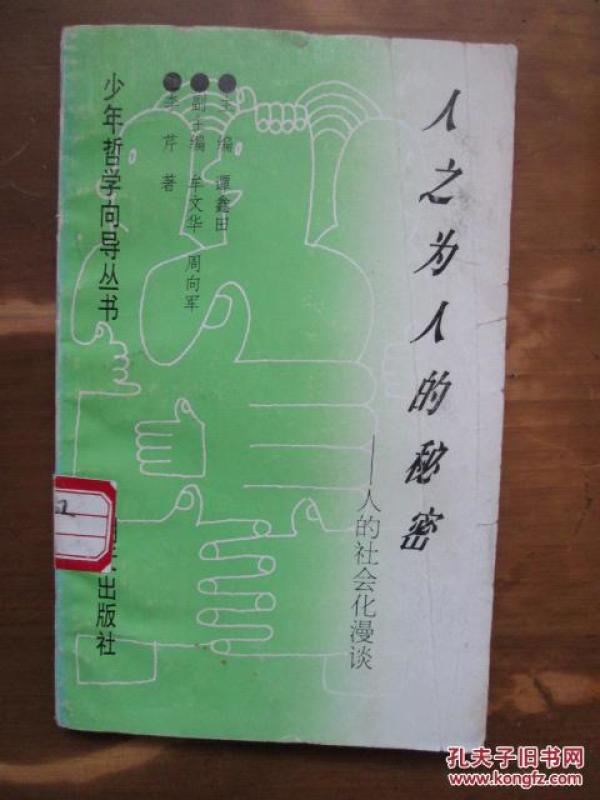 人之为人的秘密
——人的社会化漫谈
主编 谭鑫田
副主编 牟文华 周向军
李芹 著
少年哲学向导丛书
出版社
2
孔夫子旧书网
www.kongfz.com